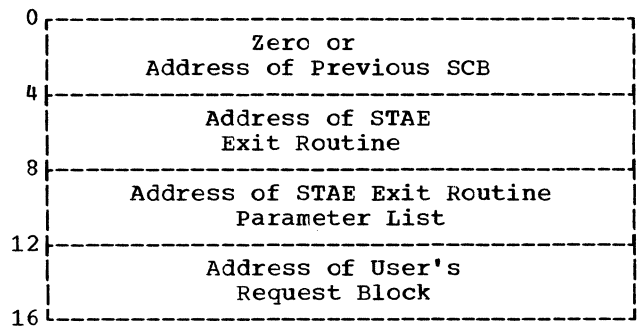 0
Zero or
Address of Previous SCB
4
Address of STAE
Exit Routine
8
Address of STAE Exit Routine
Parameter List
12
Address of User's
Request Block
16